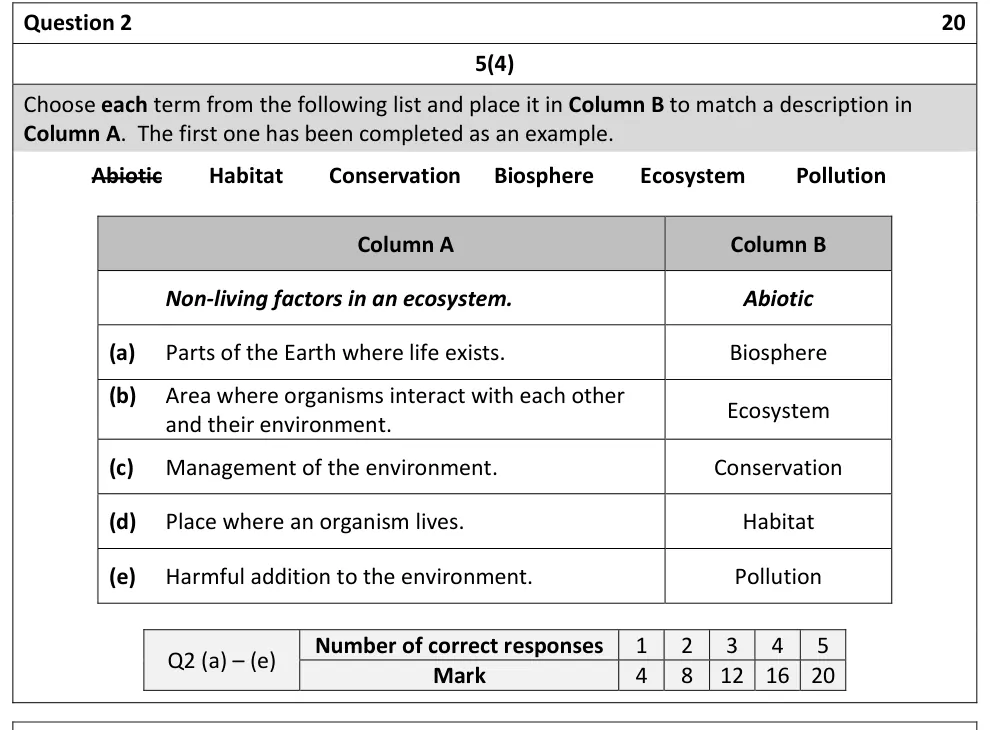 Question 2 20
5(4)
Choose each term from the following list and place it in Column B to match a description in
Column A. The first one has been completed as an example.
Abiotic Habitat Conservation Biosphere Ecosystem Pollution
Column A Column B
Non-living factors in an ecosystem. Abiotic
(a) Parts of the Earth where life exists. Biosphere
(b) Area where organisms interact with each other
and their environment. Ecosystem
(c) Management of the environment. Conservation
(d) Place where an organism lives. Habitat
(e) Harmful addition to the environment. Pollution
Q2 (a) – (e) Number of correct responses 1 2 3 4 5
Mark 4 8 12 16 20